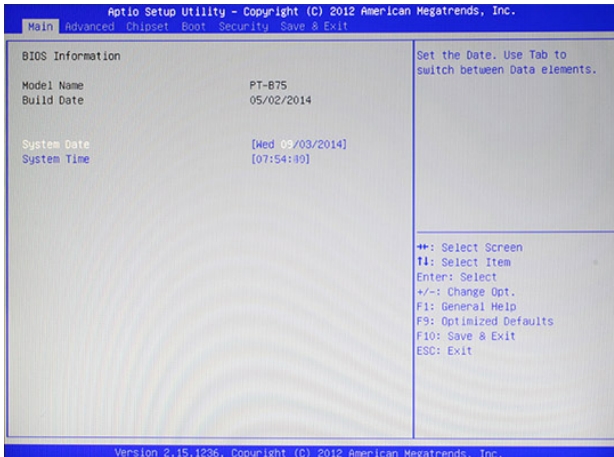 Aptio Setup Utility – Copyright (C) 2012 American Megatrends, Inc.
Main Advanced Chipset Boot Security Save & Exit
BIOS Information
Model Name PT-B75
Build Date 05/02/2014
System Date [Wed 09/03/2014]
System Time [07:54:09]
Set the Date. Use Tab to
switch between Data elements.
→←: Select Screen
↑↓: Select Item
Enter: Select
+/-: Change Opt.
F1: General Help
F9: Optimized Defaults
F10: Save & Exit
ESC: Exit
Version 2.15.1236. Copyright (C) 2012 American Megatrends, Inc.